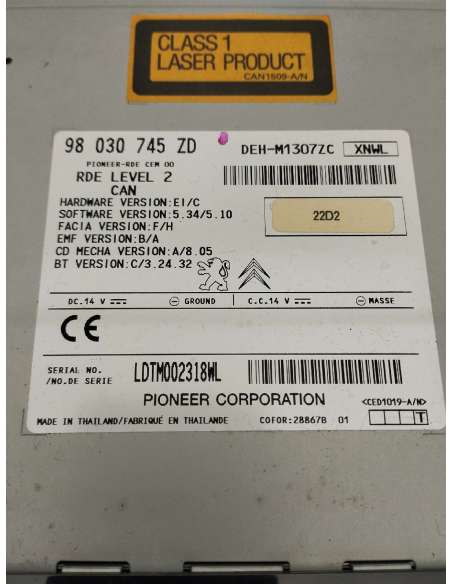 CLASS 1
LASER PRODUCT
CAN1609-A/N
98 030 745 ZD DEH-M1307ZC XNWL
PIONEER-RDE CEM 00
RDE LEVEL 2
CAN
HARDWARE VERSION:EI/C
SOFTWARE VERSION:5.34/5.10
FACIA VERSION:F/H
EMF VERSION:B/A
CD MECHA VERSION:A/8.05
BT VERSION:C/3.24.32
22D2
DC.14 V GROUND C.C.14 V MASSE
CE
SERIAL NO.
/NO.DE SERIE LDTM002318WL
PIONEER CORPORATION <CED1019-A/N>
MADE IN THAILAND/FABRIQUÉ EN THAILANDE COFOR:28867B 01 T